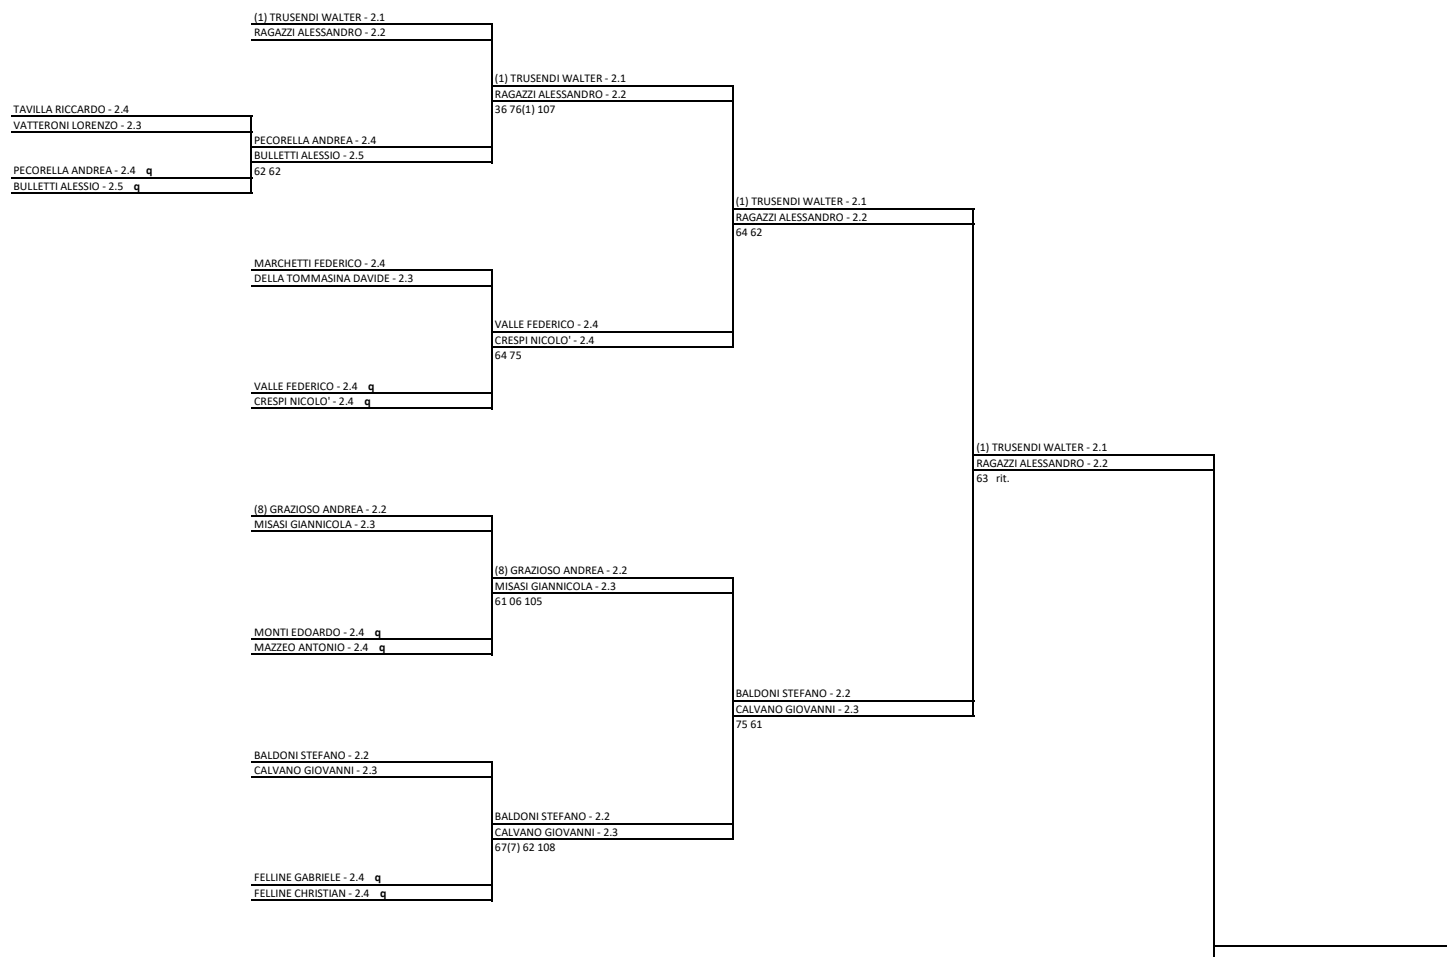 (1) TRUSENDI WALTER - 2.1
RAGAZZI ALESSANDRO - 2.2
(1) TRUSENDI WALTER - 2.1
RAGAZZI ALESSANDRO - 2.2
36 76(1) 107
TAVILLA RICCARDO - 2.4
VATTERONI LORENZO - 2.3
PECORELLA ANDREA - 2.4
BULLETTI ALESSIO - 2.5
62 62
PECORELLA ANDREA - 2.4 q
BULLETTI ALESSIO - 2.5 q
(1) TRUSENDI WALTER - 2.1
RAGAZZI ALESSANDRO - 2.2
64 62
MARCHETTI FEDERICO - 2.4
DELLA TOMMASINA DAVIDE - 2.3
VALLE FEDERICO - 2.4
CRESPI NICOLO' - 2.4
64 75
VALLE FEDERICO - 2.4 q
CRESPI NICOLO' - 2.4 q
(1) TRUSENDI WALTER - 2.1
RAGAZZI ALESSANDRO - 2.2
63 rit.
(8) GRAZIOSO ANDREA - 2.2
MISASI GIANNICOLA - 2.3
(8) GRAZIOSO ANDREA - 2.2
MISASI GIANNICOLA - 2.3
61 06 105
MONTI EDOARDO - 2.4 q
MAZZEO ANTONIO - 2.4 q
BALDONI STEFANO - 2.2
CALVANO GIOVANNI - 2.3
75 61
BALDONI STEFANO - 2.2
CALVANO GIOVANNI - 2.3
BALDONI STEFANO - 2.2
CALVANO GIOVANNI - 2.3
67(7) 62 108
FELLINE GABRIELE - 2.4 q
FELLINE CHRISTIAN - 2.4 q